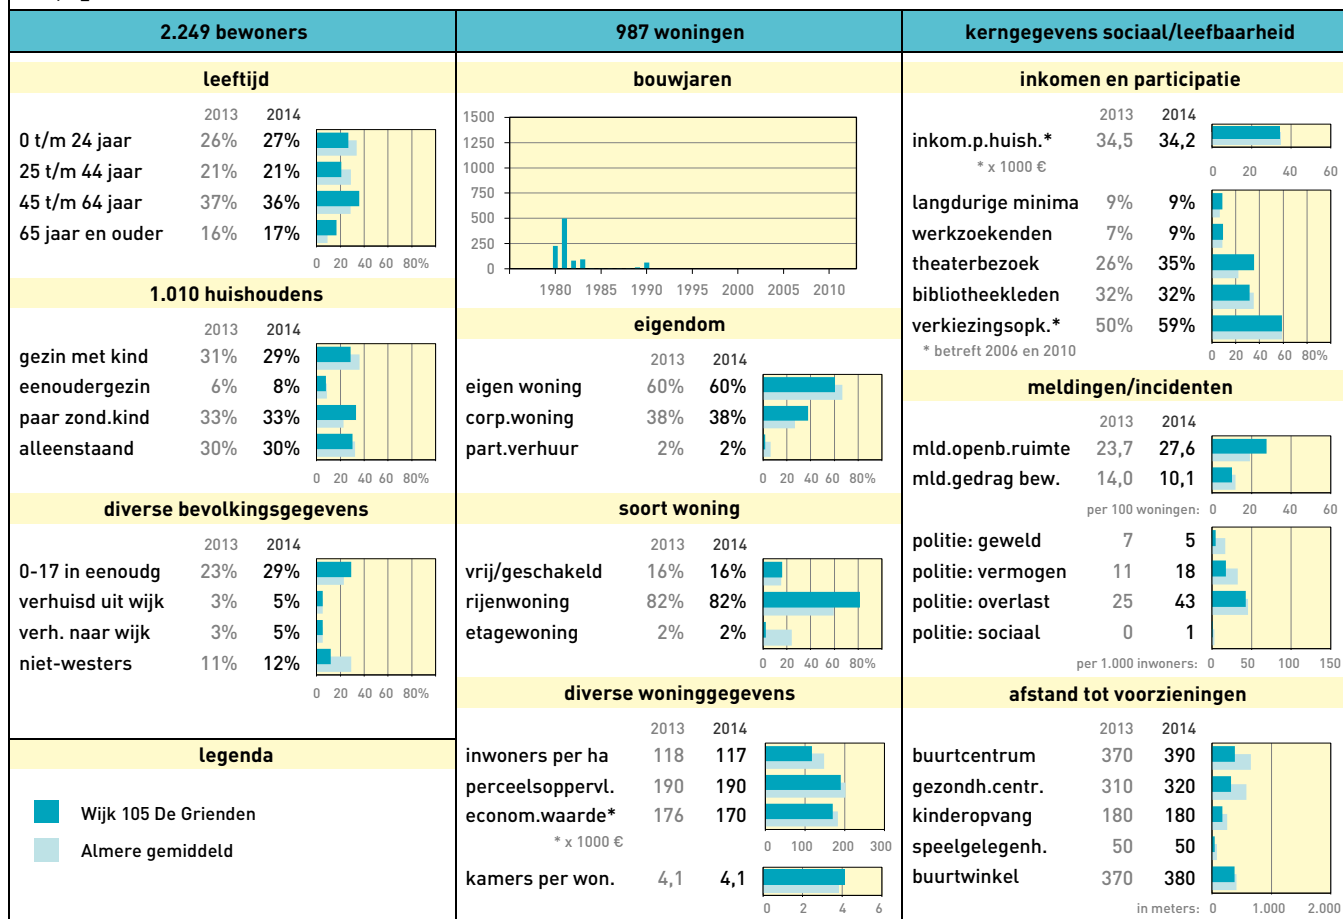 2.249 bewoners
leeftijd
2013 2014
0 t/m 24 jaar 26% 27%
25 t/m 44 jaar 21% 21%
45 t/m 64 jaar 37% 36%
65 jaar en ouder 16% 17%
0 20 40 60 80%
1.010 huishoudens
2013 2014
gezin met kind 31% 29%
eenoudergezin 6% 8%
paar zond.kind 33% 33%
alleenstaand 30% 30%
0 20 40 60 80%
diverse bevolkingsgegevens
2013 2014
0-17 in eenoudg 23% 29%
verhuisd uit wijk 3% 5%
verh. naar wijk 3% 5%
niet-westers 11% 12%
0 20 40 60 80%
legenda
Wijk 105 De Grienden
Almere gemiddeld
987 woningen
bouwjaren
1500
1250
1000
750
500
250
0
1980 1985 1990 1995 2000 2005 2010
eigendom
2013 2014
eigen woning 60% 60%
corp.woning 38% 38%
part.verhuur 2% 2%
0 20 40 60 80%
soort woning
2013 2014
vrij/geschakeld 16% 16%
rijenwoning 82% 82%
etagewoning 2% 2%
0 20 40 60 80%
diverse woninggegevens
2013 2014
inwoners per ha 118 117
perceelsoppervl. 190 190
econom.waarde* 176 170
* x 1000 €
0 100 200 300
kamers per won. 4,1 4,1
0 2 4 6
kerngegevens sociaal/leefbaarheid
inkomen en participatie
2013 2014
inkom.p.huish.* 34,5 34,2
* x 1000 €
0 20 40 60
langdurige minima 9% 9%
werkzoekenden 7% 9%
theaterbezoek 26% 35%
bibliotheekleden 32% 32%
verkiezingsopk.* 50% 59%
* betreft 2006 en 2010
0 20 40 60 80%
meldingen/incidenten
2013 2014
mld.openb.ruimte 23,7 27,6
mld.gedrag bew. 14,0 10,1
per 100 woningen: 0 20 40 60
politie: geweld 7 5
politie: vermogen 11 18
politie: overlast 25 43
politie: sociaal 0 1
per 1.000 inwoners: 0 50 100 150
afstand tot voorzieningen
2013 2014
buurtcentrum 370 390
gezondh.centr. 310 320
kinderopvang 180 180
speelgelegenh. 50 50
buurtwinkel 370 380
in meters: 0 1.000 2.000